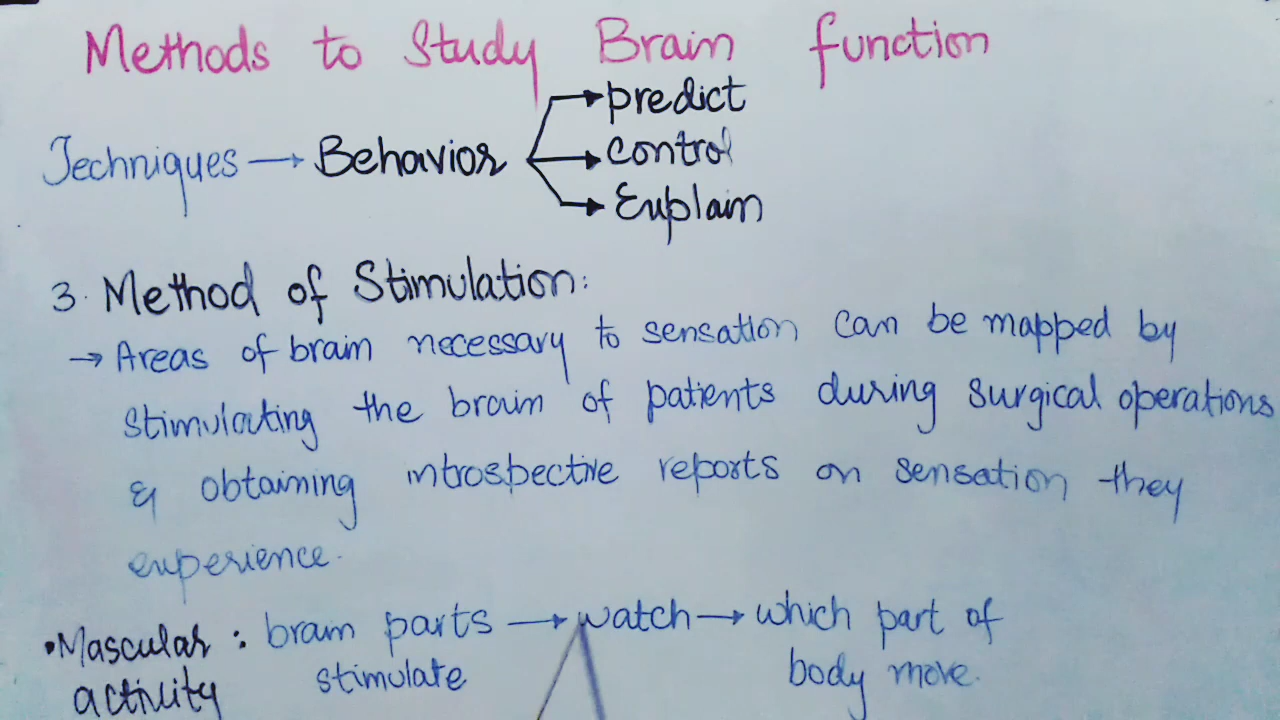 Methods to Study Brain function
predict
Techniques → Behavior → control
Explain
3. Method of Stimulation:
→ Areas of brain necessary to sensation can be mapped by
stimulating the brain of patients during surgical operations
& obtaining introspective reports on sensation they
experience.
• Mascular : brain parts → watch → which part of
activity stimulate body move.